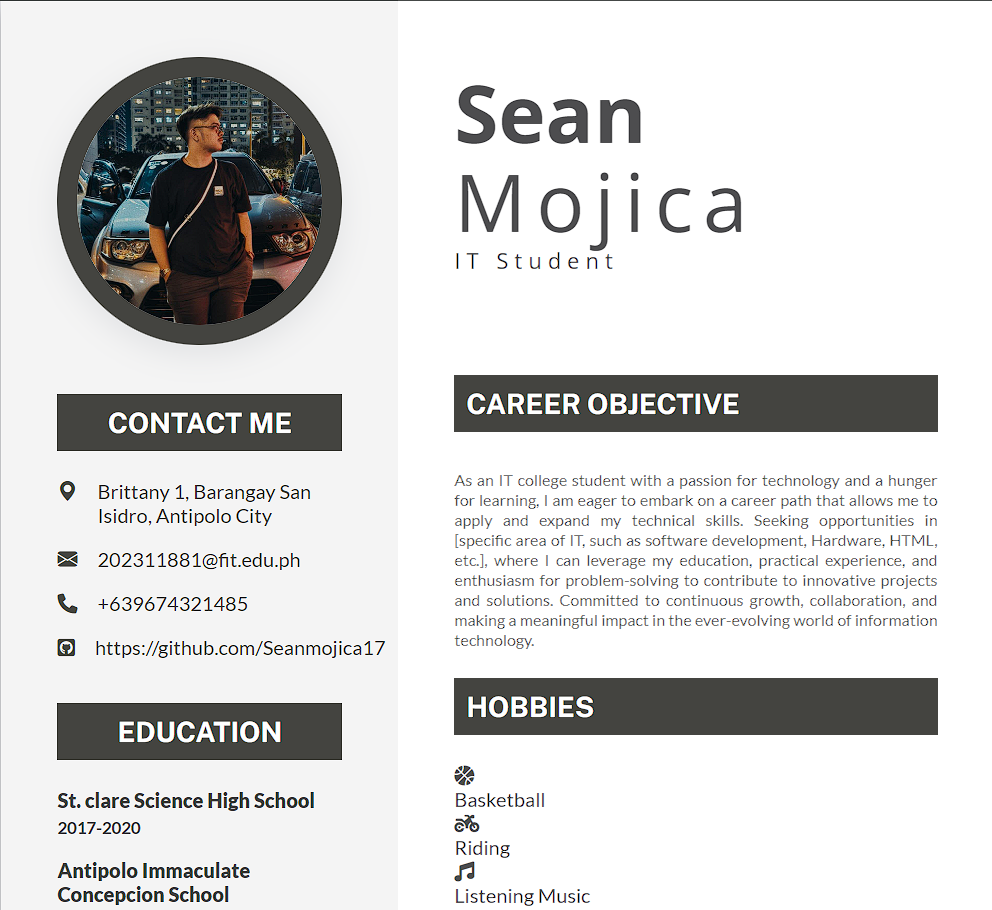 Sean
Mojica
IT Student
CONTACT ME
Brittany 1, Barangay San
Isidro, Antipolo City
202311881@fit.edu.ph
+639674321485
https://github.com/Seanmojica17
EDUCATION
St. clare Science High School
2017-2020
Antipolo Immaculate
Concepcion School
CAREER OBJECTIVE
As an IT college student with a passion for technology and a hunger
for learning, I am eager to embark on a career path that allows me to
apply and expand my technical skills. Seeking opportunities in
[specific area of IT, such as software development, Hardware, HTML,
etc.], where I can leverage my education, practical experience, and
enthusiasm for problem-solving to contribute to innovative projects
and solutions. Committed to continuous growth, collaboration, and
making a meaningful impact in the ever-evolving world of information
technology.
HOBBIES
Basketball
Riding
Listening Music